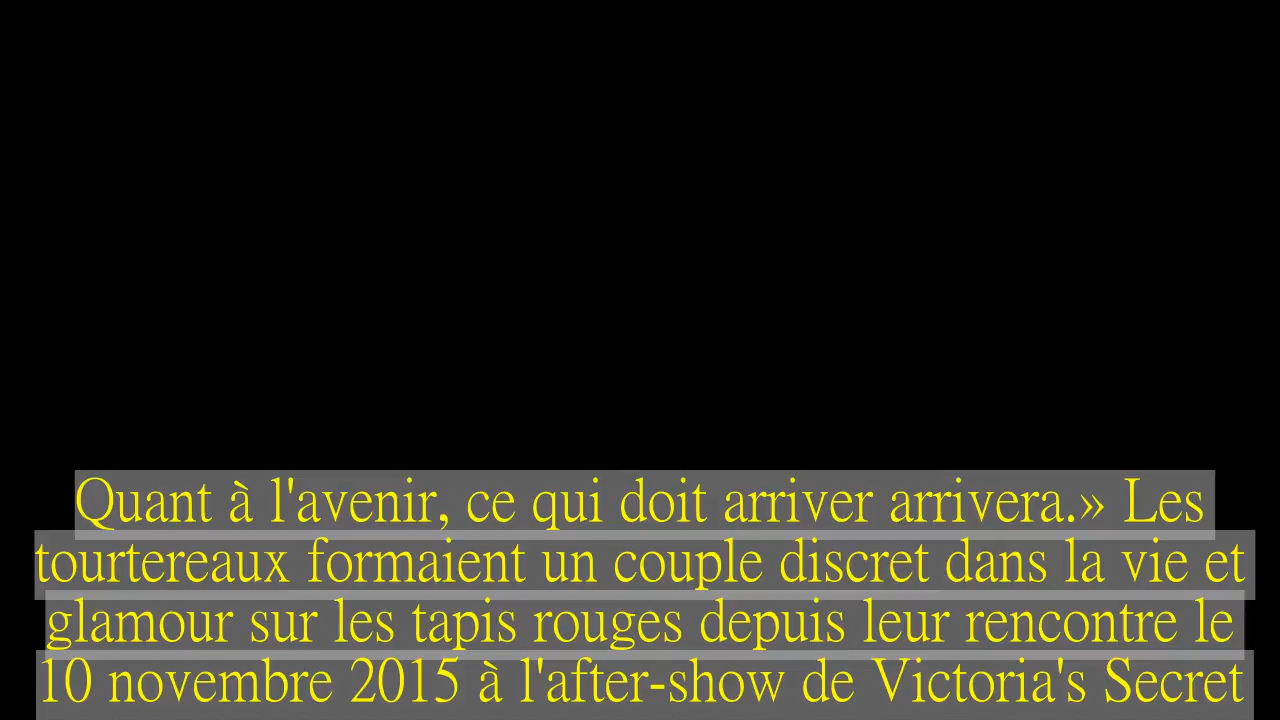 Quant à l'avenir, ce qui doit arriver arrivera.» Les
tourtereaux formaient un couple discret dans la vie et
glamour sur les tapis rouges depuis leur rencontre le
10 novembre 2015 à l'after-show de Victoria's Secret